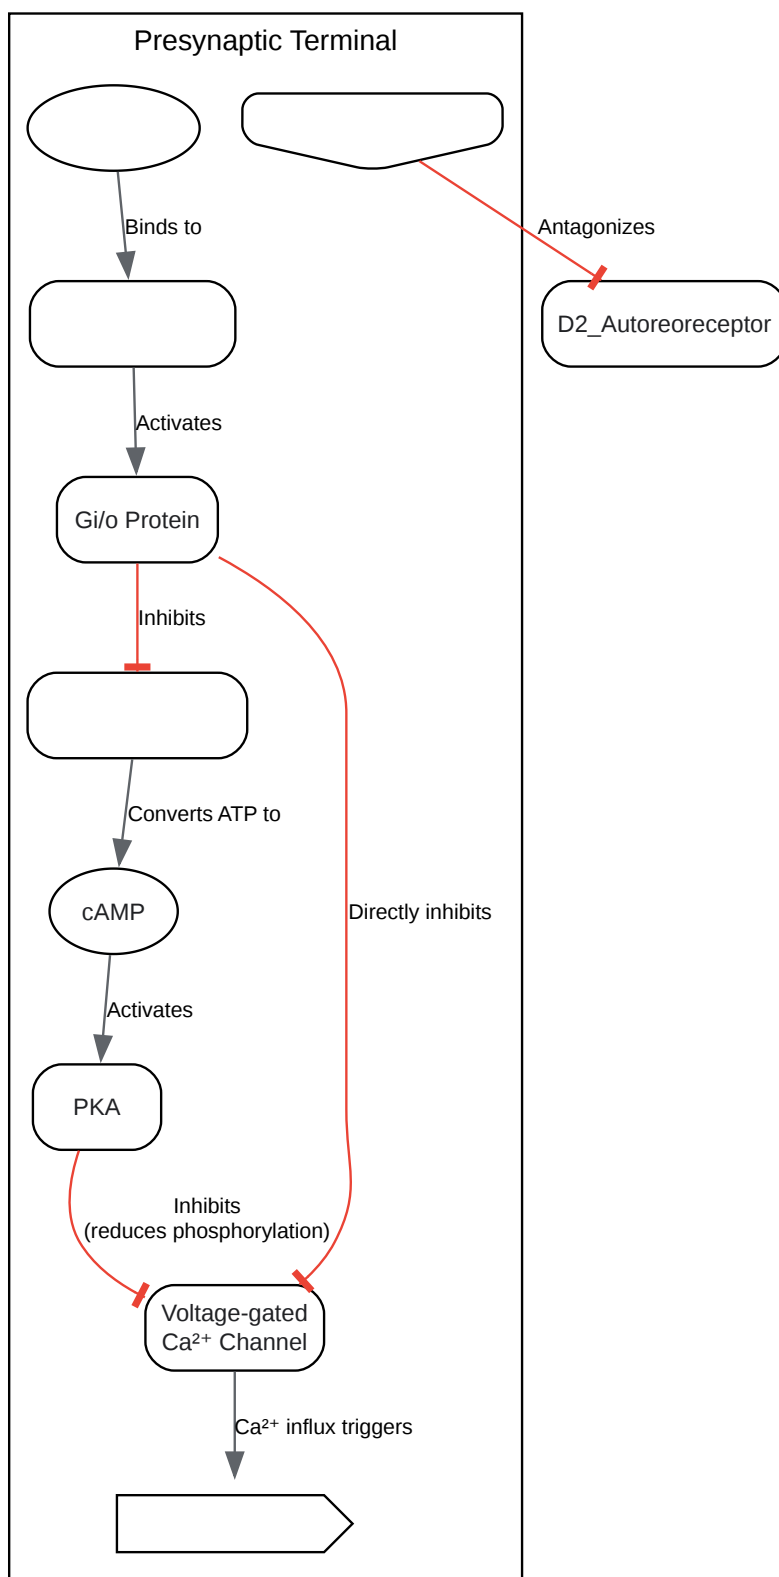 Presynaptic Terminal
Binds to
Antagonizes
D2_Autoreoreceptor
Activates
Gi/o Protein
Inhibits
Converts ATP to
cAMP
Directly inhibits
Activates
PKA
Inhibits
(reduces phosphorylation)
Voltage-gated
Ca²⁺ Channel
Ca²⁺ influx triggers